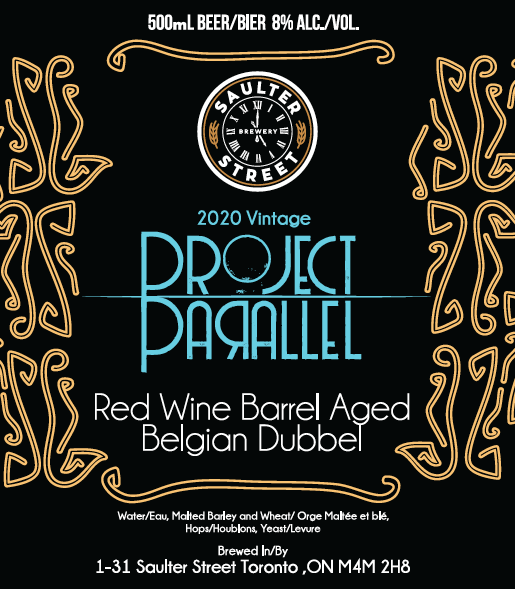 500mL BEER/BIER 8% ALC./VOL.
SAULTER
BREWERY
STREET
2020 Vintage
PROJECT
PARALLEL
Red Wine Barrel Aged
Belgian Dubbel
Water/Eau, Malted Barley and Wheat/ Orge Maltée et blé,
Hops/Houblons, Yeast/Levure
Brewed In/By
1-31 Saulter Street Toronto ,ON M4M 2H8